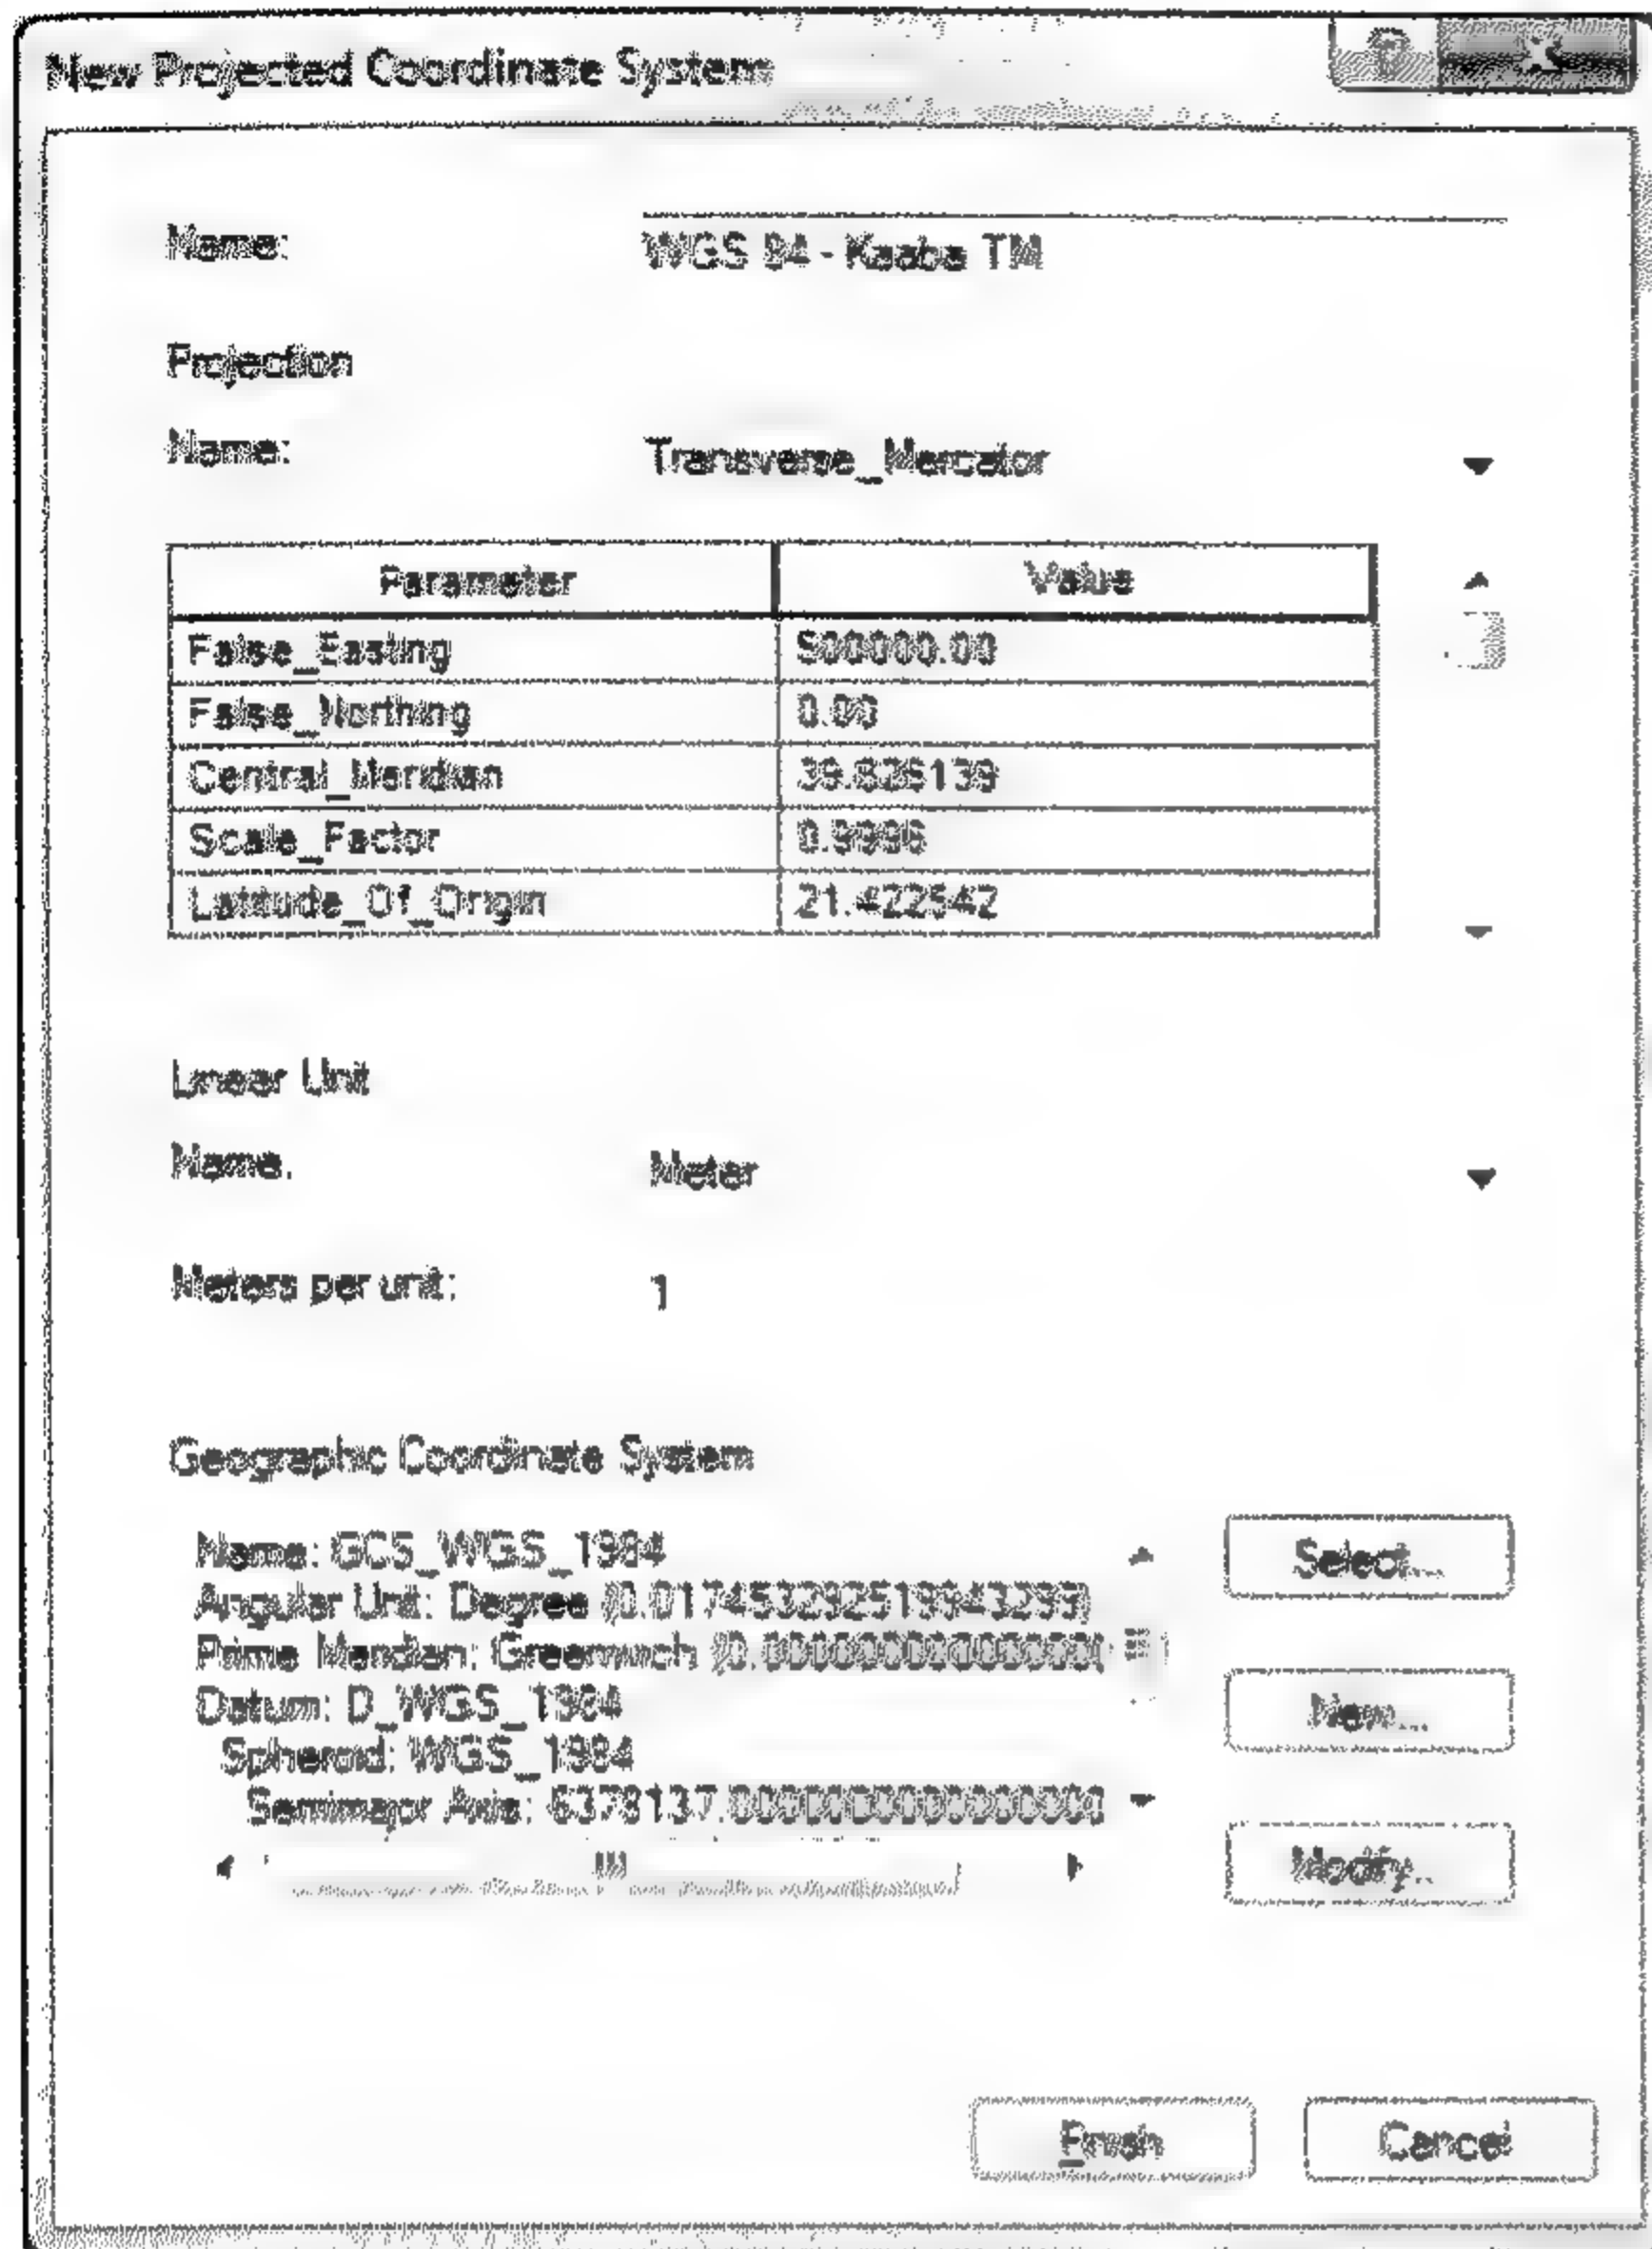 New Projected Coordinate System
Name: WGS 84 - Kaaba TM
Projection
Name: Transverse_Mercator
Parameter Value
False_Easting 500000.00
False_Northing 0.00
Central_Meridian 39.826139
Scale_Factor 0.9996
Latitude_Of_Origin 21.422542
Linear Unit
Name: Meter
Meters per unit: 1
Geographic Coordinate System
Name: GCS_WGS_1984
Angular Unit: Degree (0.017453292519943299)
Prime Meridian: Greenwich
Datum: D_WGS_1984
Spheroid: WGS_1984
Semimajor Axis:
Select...
New...
Modify...
Finish
Cancel